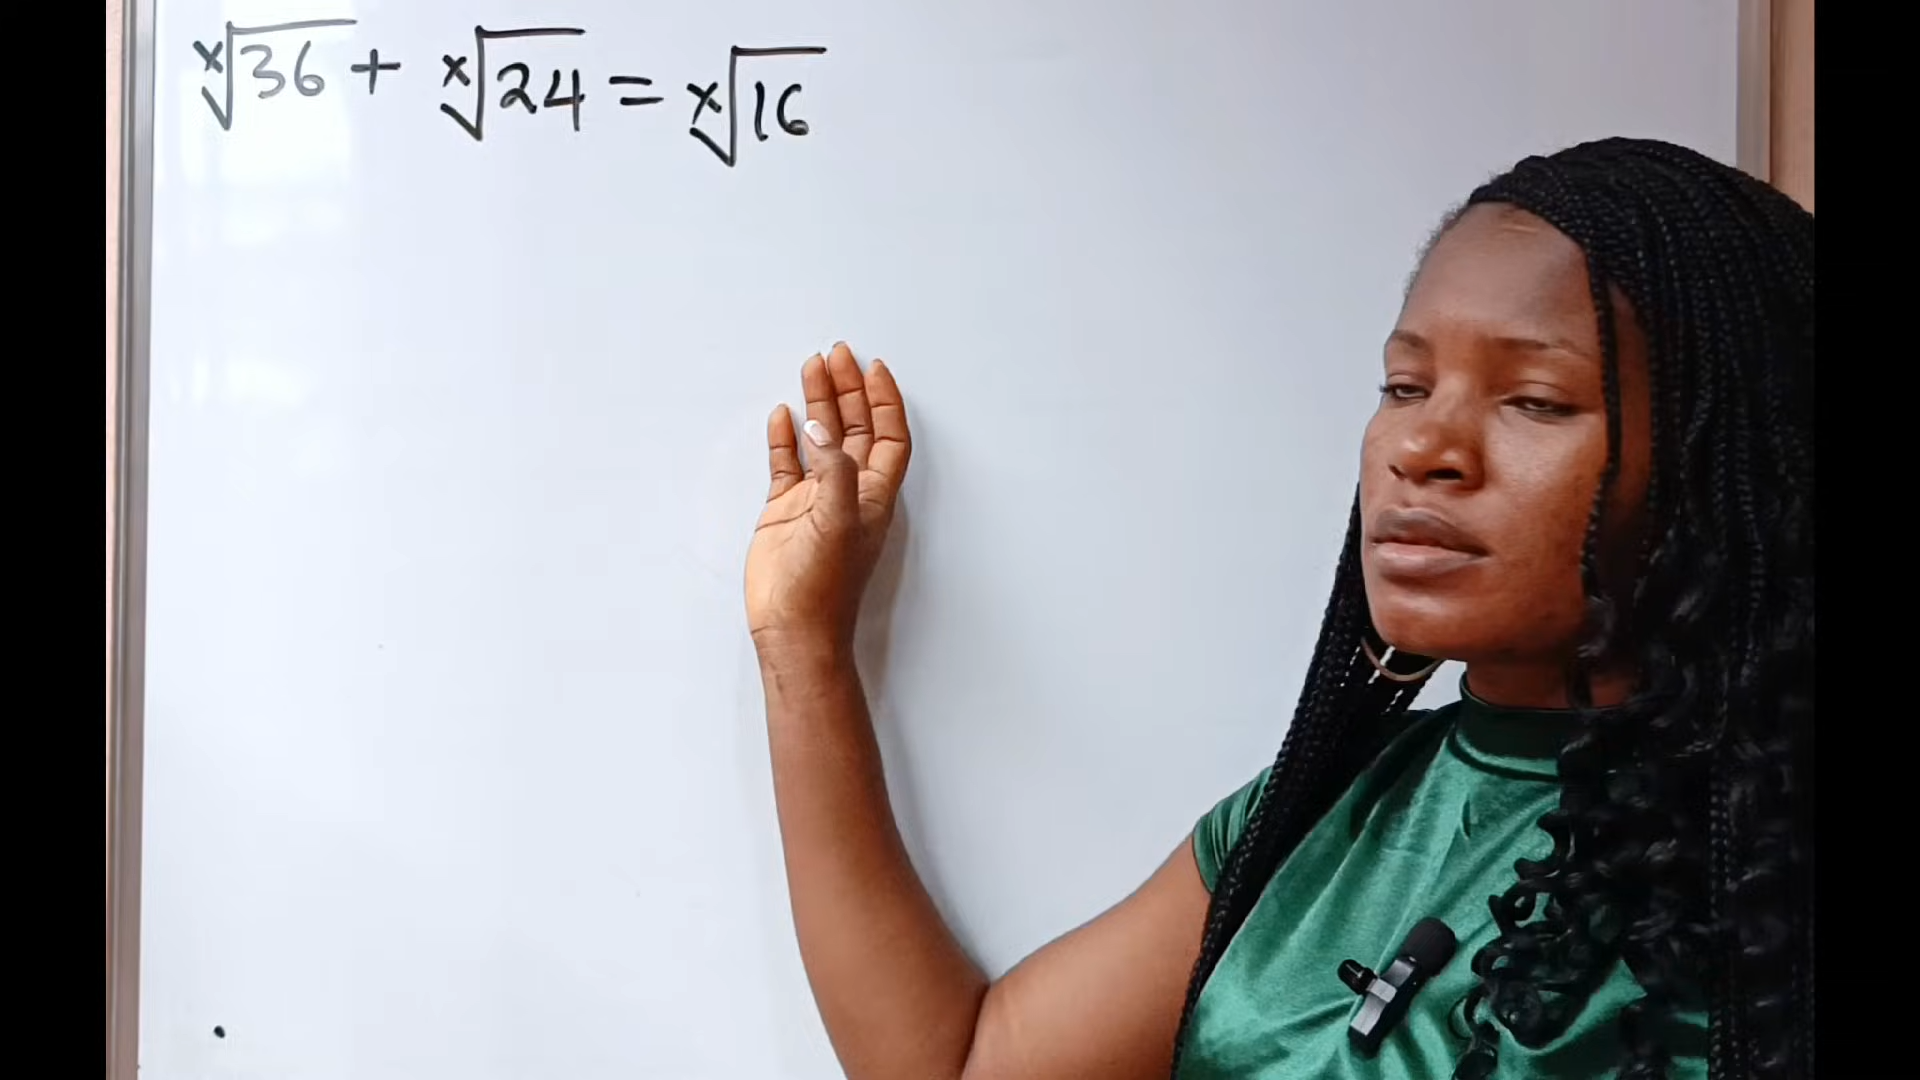 ˣ√36 + ˣ√24 = ˣ√16